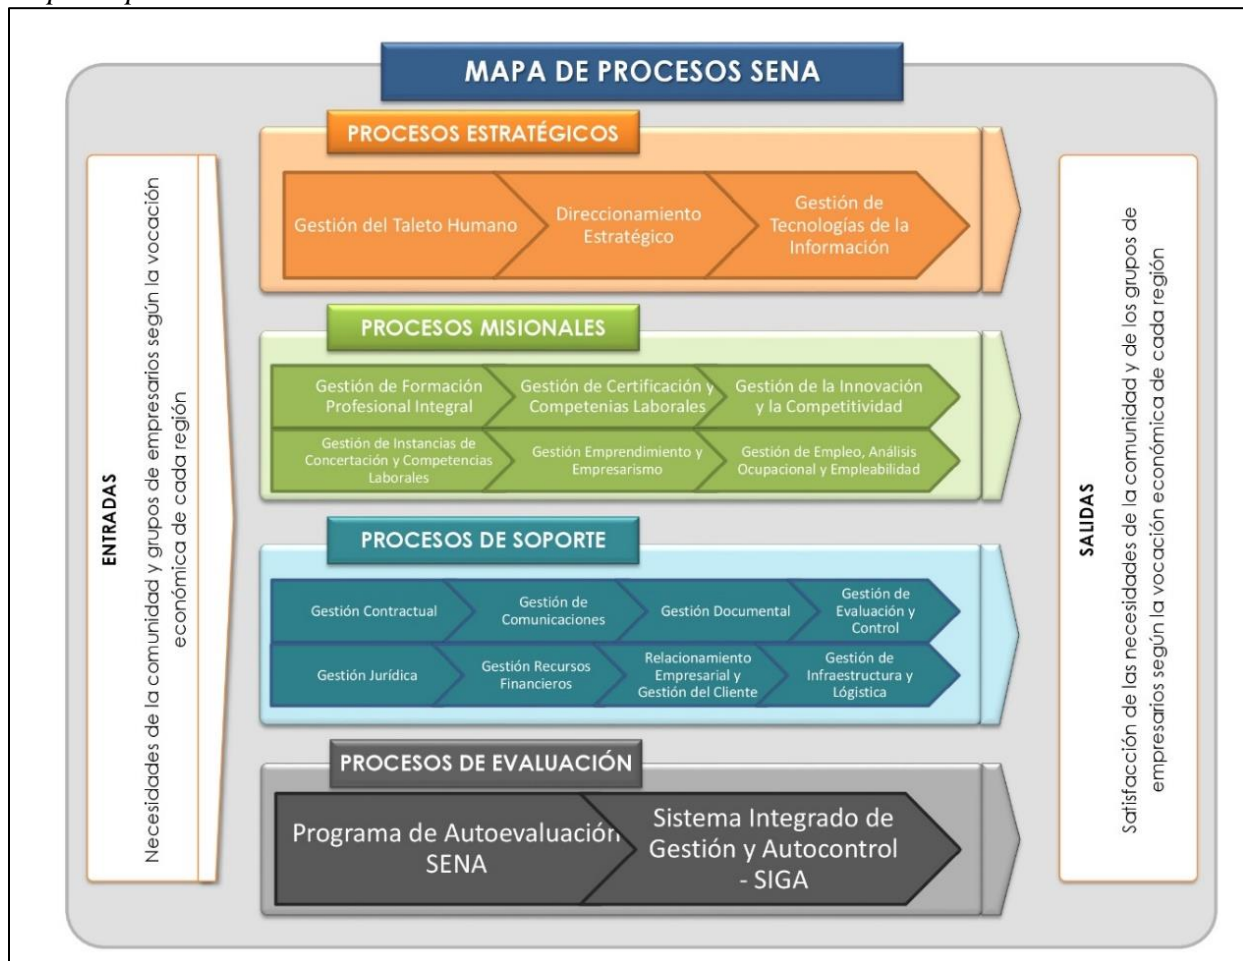 MAPA DE PROCESOS SENA
ENTRADAS
Necesidades de la comunidad y grupos de empresarios según la vocación
económica de cada región
PROCESOS ESTRATÉGICOS
Gestión del Taleto Humano
Direccionamiento
Estratégico
Gestión de
Tecnologías de la
Información
PROCESOS MISIONALES
Gestión de Formación
Profesional Integral
Gestión de Certificación y
Competenias Laborales
Gestión de la Innovación
y la Competitividad
Gestión de Instancias de
Concertación y Competencias
Laborales
Gestión Emprendimiento y
Empresarismo
Gestión de Empleo, Análisis
Ocupacional y Empleabilidad
PROCESOS DE SOPORTE
Gestión Contractual
Gestión de
Comunicaciones
Gestión Documental
Gestión de
Evaluación y
Control
Gestión Jurídica
Gestión Recursos
Financieros
Relacionamiento
Empresarial y
Gestión del Cliente
Gestión de
Infraestructura y
Lógistica
PROCESOS DE EVALUACIÓN
Programa de Autoevaluación
SENA
Sistema Integrado de
Gestión y Autocontrol
- SIGA
SALIDAS
Satisfacción de las necesidades de la comunidad y de los grupos de
empresarios según la vocación económica de cada región